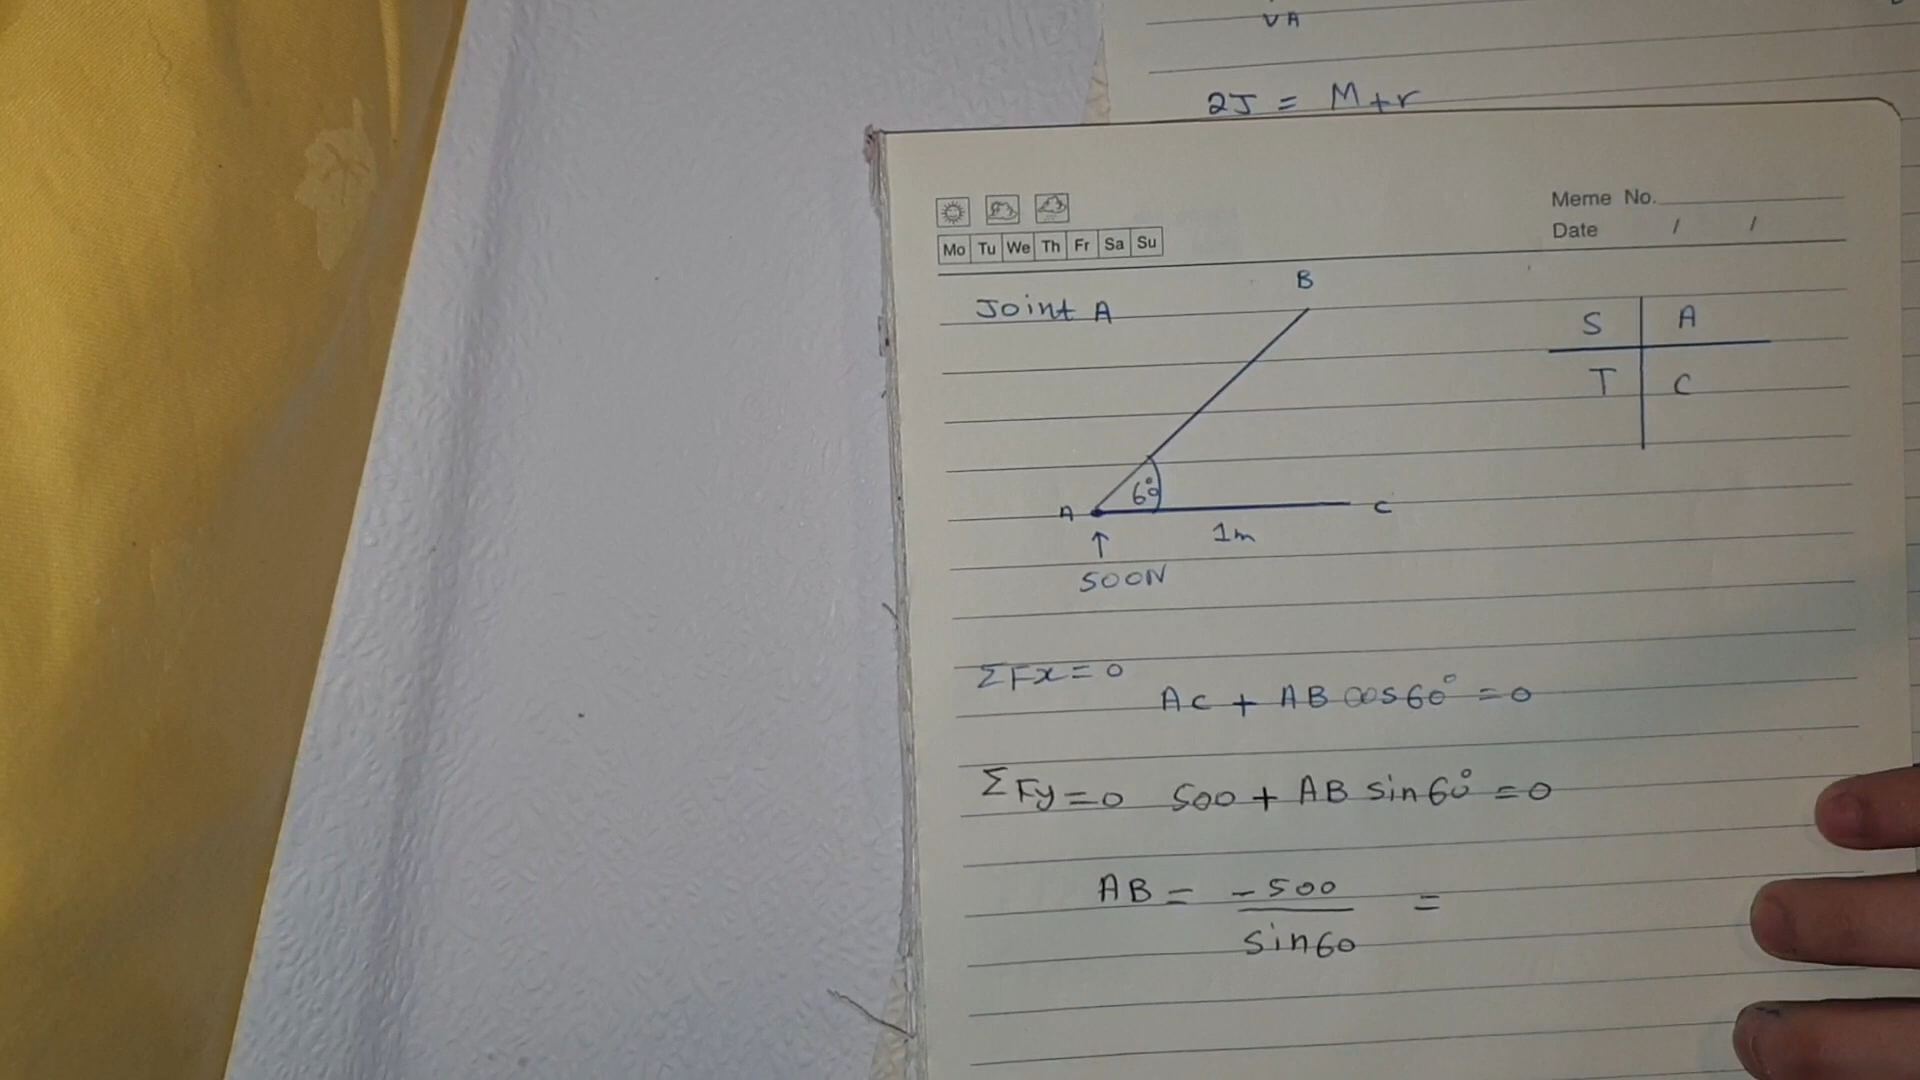 VA
2J = M+r
Meme No.
Date / /
Mo Tu We Th Fr Sa Su
Joint A
B
S A
T C
60°
A C
1m
↑
500N
ΣFx=0
AC + AB cos60° = 0
ΣFy=0 500 + AB sin60° = 0
AB = -500 =
sin60